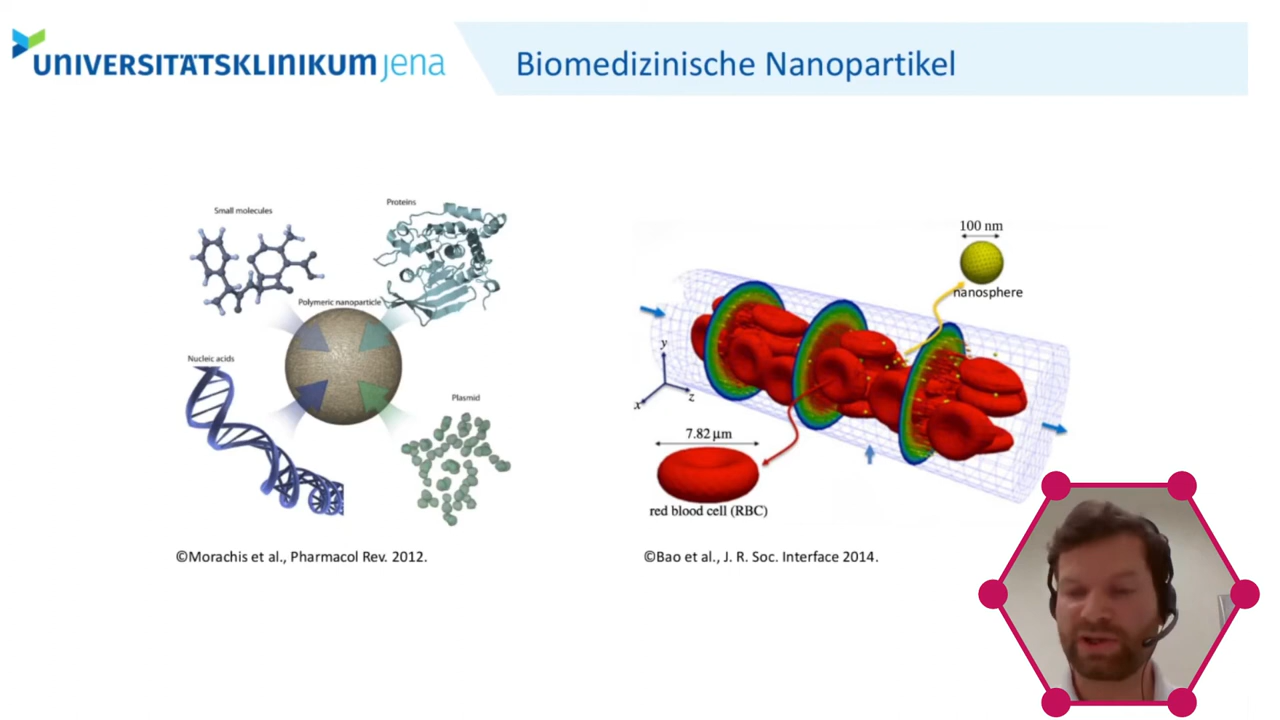 UNIVERSITÄTSKLINIKUM jena
Biomedizinische Nanopartikel
Small molecules
Proteins
Polymeric nanoparticle
Nucleic acids
Plasmid
©Morachis et al., Pharmacol Rev. 2012.
100 nm
nanosphere
y
x
z
7.82 µm
red blood cell (RBC)
©Bao et al., J. R. Soc. Interface 2014.